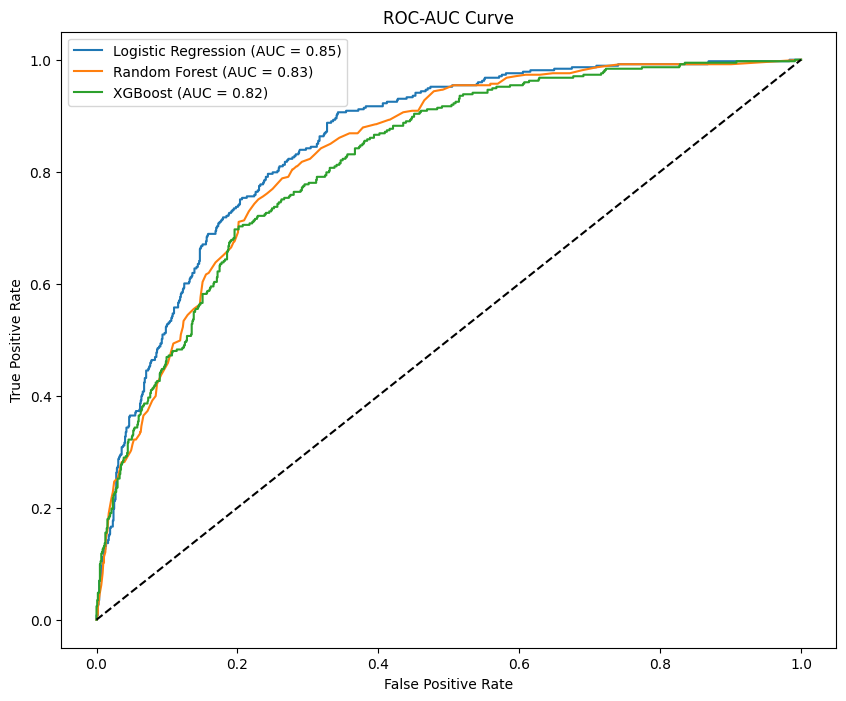 ROC-AUC Curve
Logistic Regression (AUC = 0.85)
Random Forest (AUC = 0.83)
XGBoost (AUC = 0.82)
True Positive Rate
1.0
0.8
0.6
0.4
0.2
0.0
0.0 0.2 0.4 0.6 0.8 1.0
False Positive Rate